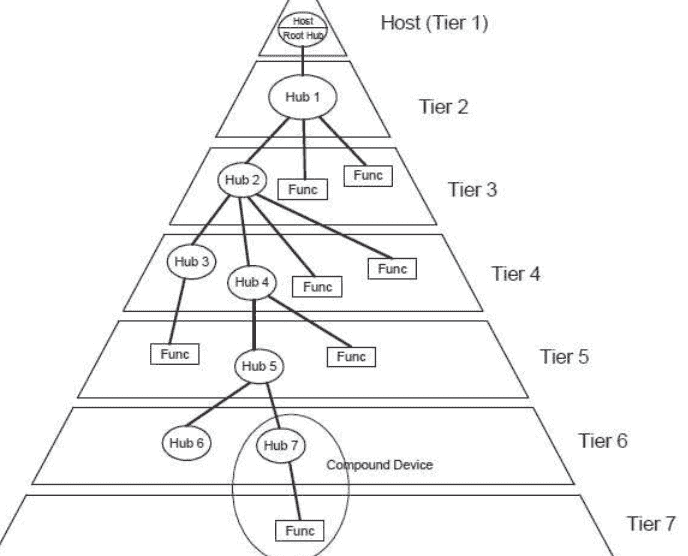 Host
Root Hub
Host (Tier 1)
Hub 1
Tier 2
Hub 2
Func
Func
Tier 3
Hub 3
Hub 4
Func
Func
Tier 4
Func
Hub 5
Func
Tier 5
Hub 6
Hub 7
Compound Device
Tier 6
Func
Tier 7